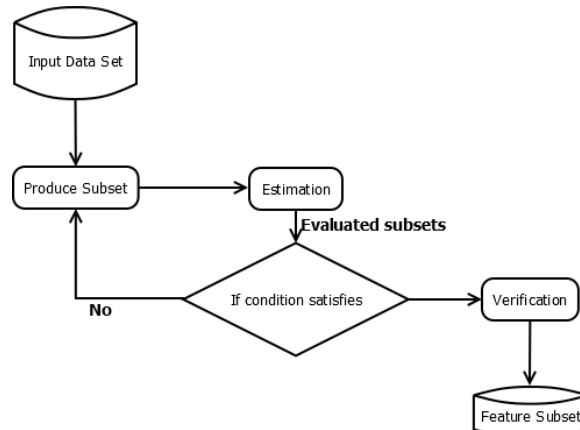 Input Data Set
Produce Subset
Estimation
Evaluated subsets
If condition satisfies
No
Verification
Feature Subset